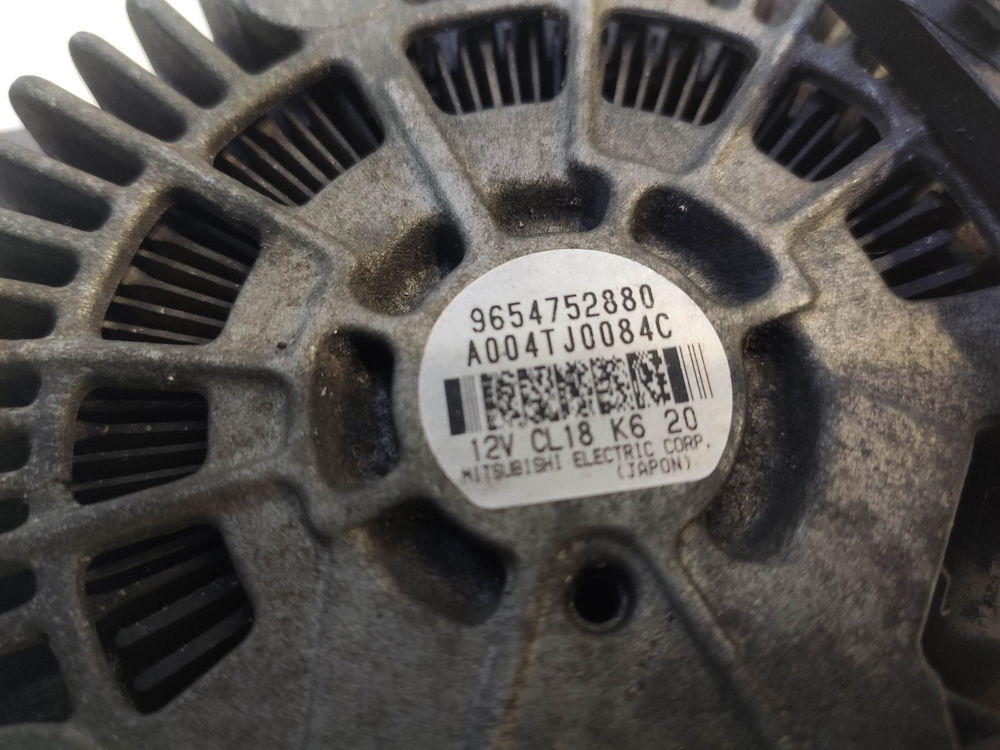 9654752880
A004TJ0084C
12V CL18 K6 20
MITSUBISHI ELECTRIC CORP.
(JAPON)